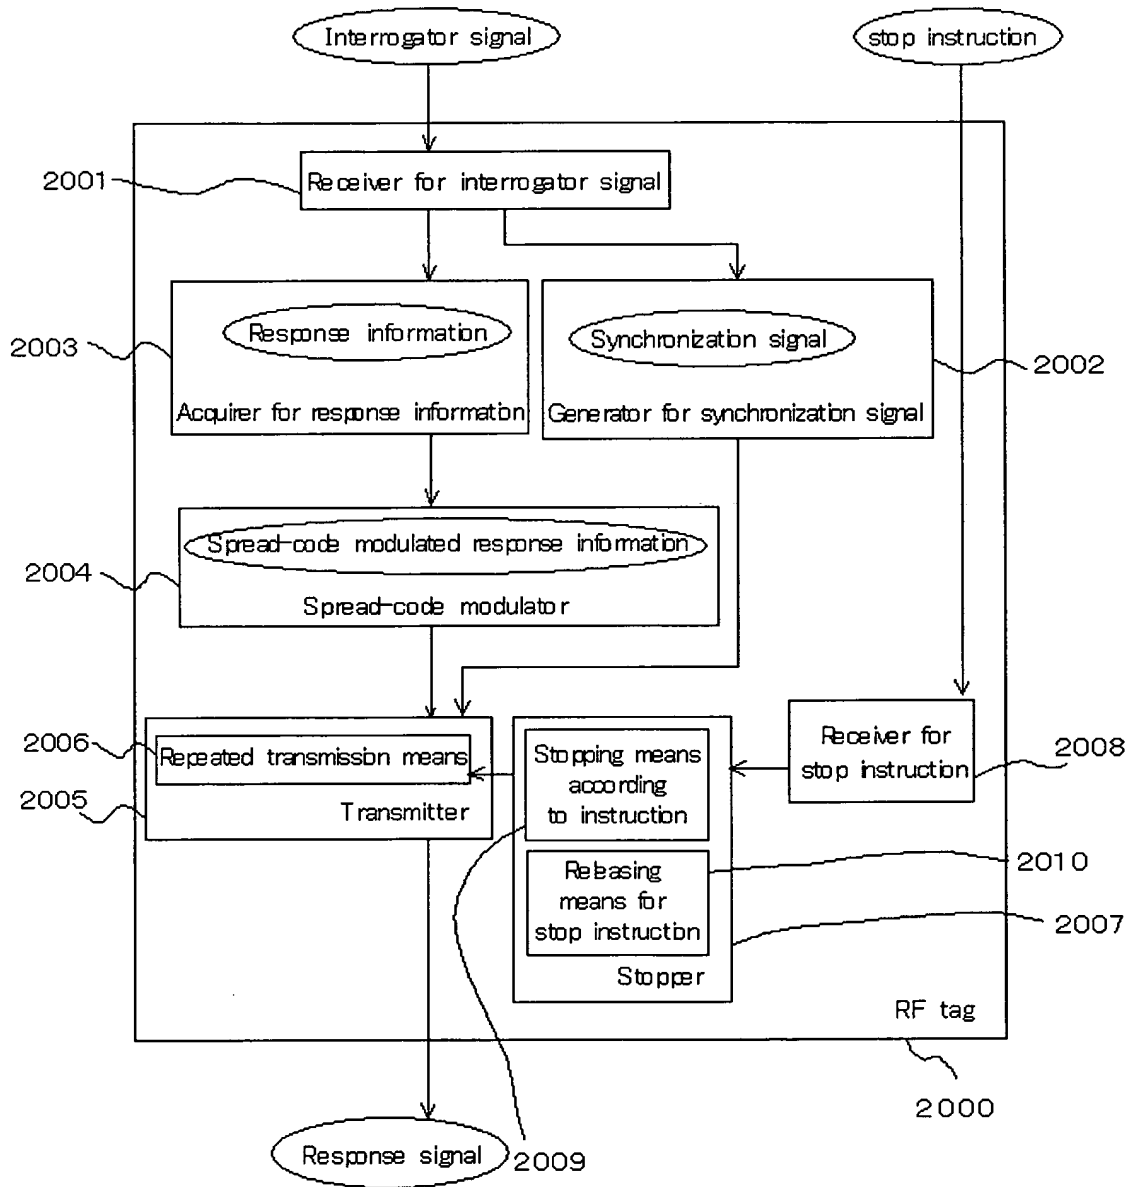 Interrogator signal
stop instruction
2001
Receiver for interrogator signal
2003
Response information
Acquirer for response information
Synchronization signal
Generator for synchronization signal
2002
2004
Spread-code modulated response information
Spread-code modulator
2006
Repeated transmission means
2005
Transmitter
Stopping means
according
to instruction
Releasing
means for
stop instruction
Stopper
Receiver for
stop instruction
2008
2010
2007
RF tag
2000
Response signal
2009